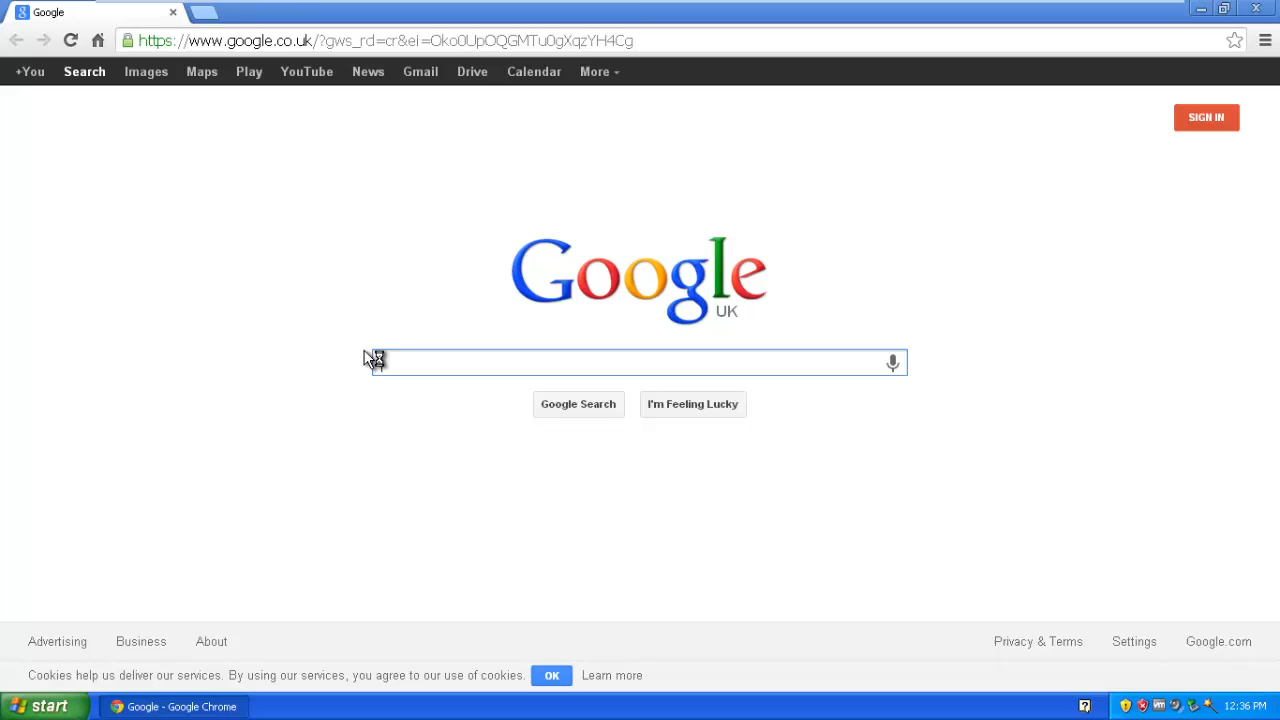 Google
https://www.google.co.uk/?gws_rd=cr&ei=Oko0UpOQGMTu0gXqzYH4Cg
+You Search Images Maps Play YouTube News Gmail Drive Calendar More
SIGN IN
Google
UK
Google Search I'm Feeling Lucky
Advertising Business About Privacy & Terms Settings Google.com
Cookies help us deliver our services. By using our services, you agree to our use of cookies. OK Learn more
start Google - Google Chrome 12:36 PM